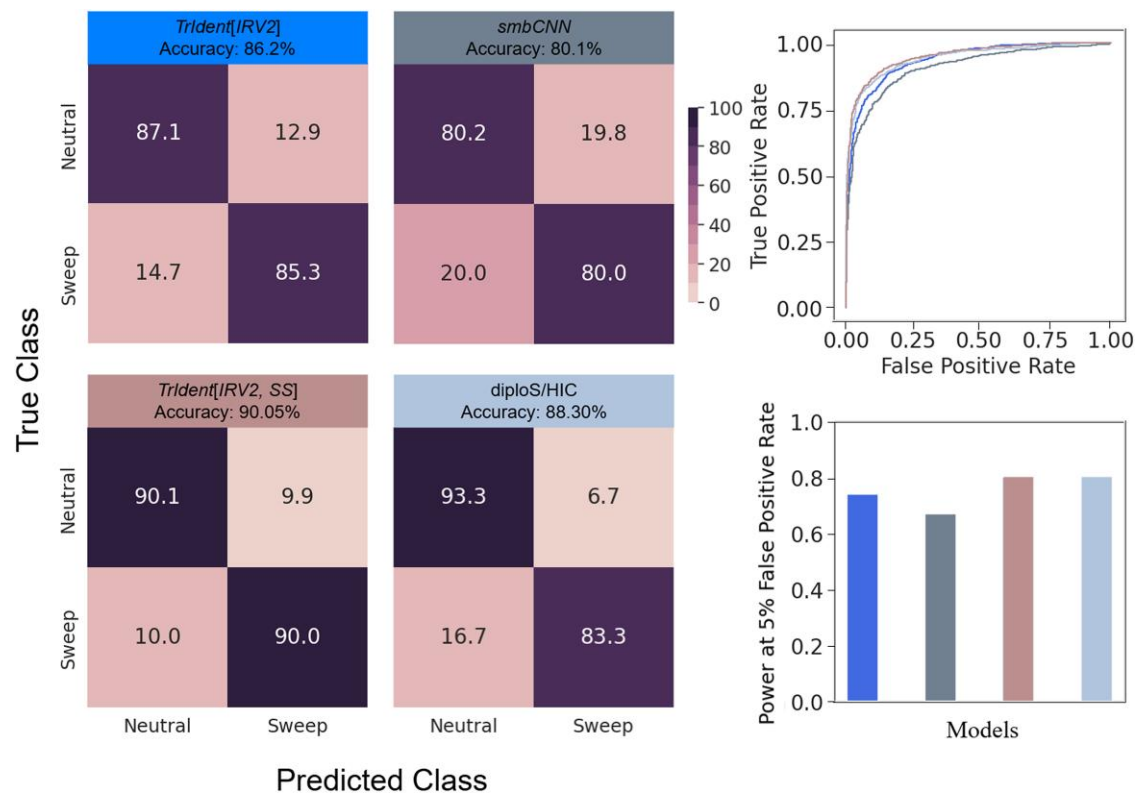 TrIdent[IRV2]
Accuracy: 86.2%
smbCNN
Accuracy: 80.1%
Neutral
87.1 12.9
80.2 19.8
Sweep
14.7 85.3
20.0 80.0
100
80
60
40
20
0
True Positive Rate
1.00
0.75
0.50
0.25
0.00
0.00 0.25 0.50 0.75 1.00
False Positive Rate
True Class
TrIdent[IRV2, SS]
Accuracy: 90.05%
diploS/HIC
Accuracy: 88.30%
Neutral
90.1 9.9
93.3 6.7
Sweep
10.0 90.0
16.7 83.3
Neutral Sweep
Neutral Sweep
Predicted Class
Power at 5% False Positive Rate
1.0
0.8
0.6
0.4
0.2
0.0
Models